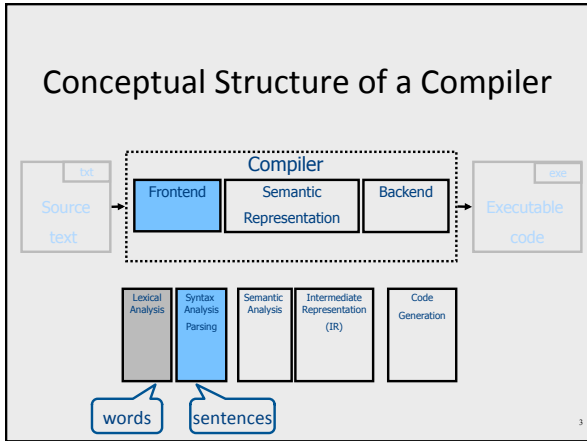 Conceptual Structure of a Compiler
Compiler
txt
Source
text
Frontend
Semantic
Representation
Backend
exe
Executable
code
Lexical
Analysis
Syntax
Analysis
Parsing
Semantic
Analysis
Intermediate
Representation
(IR)
Code
Generation
words
sentences
3